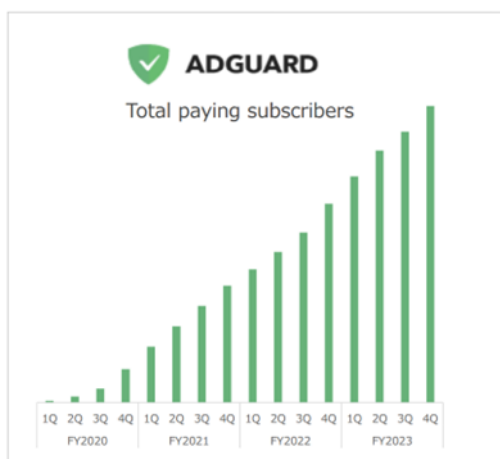 ADGUARD
Total paying subscribers
1Q 2Q 3Q 4Q 1Q 2Q 3Q 4Q 1Q 2Q 3Q 4Q 1Q 2Q 3Q 4Q
FY2020 FY2021 FY2022 FY2023